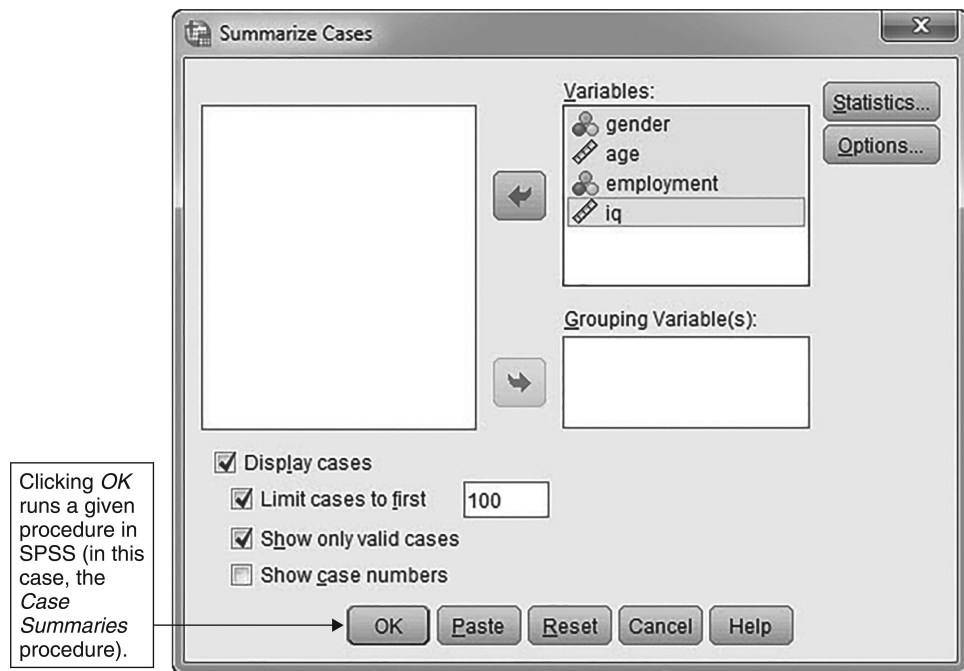 Summarize Cases
Variables:
gender
age
employment
iq
Statistics...
Options...
Grouping Variable(s):
Display cases
Limit cases to first 100
Show only valid cases
Show case numbers
OK Paste Reset Cancel Help
Clicking OK
runs a given
procedure in
SPSS (in this
case, the
Case
Summaries
procedure).